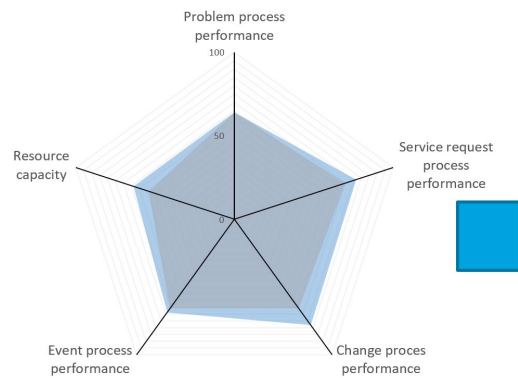 Problem process
performance
100
50
0
Service request
process
performance
Resource
capacity
Event process
performance
Change proces
performance